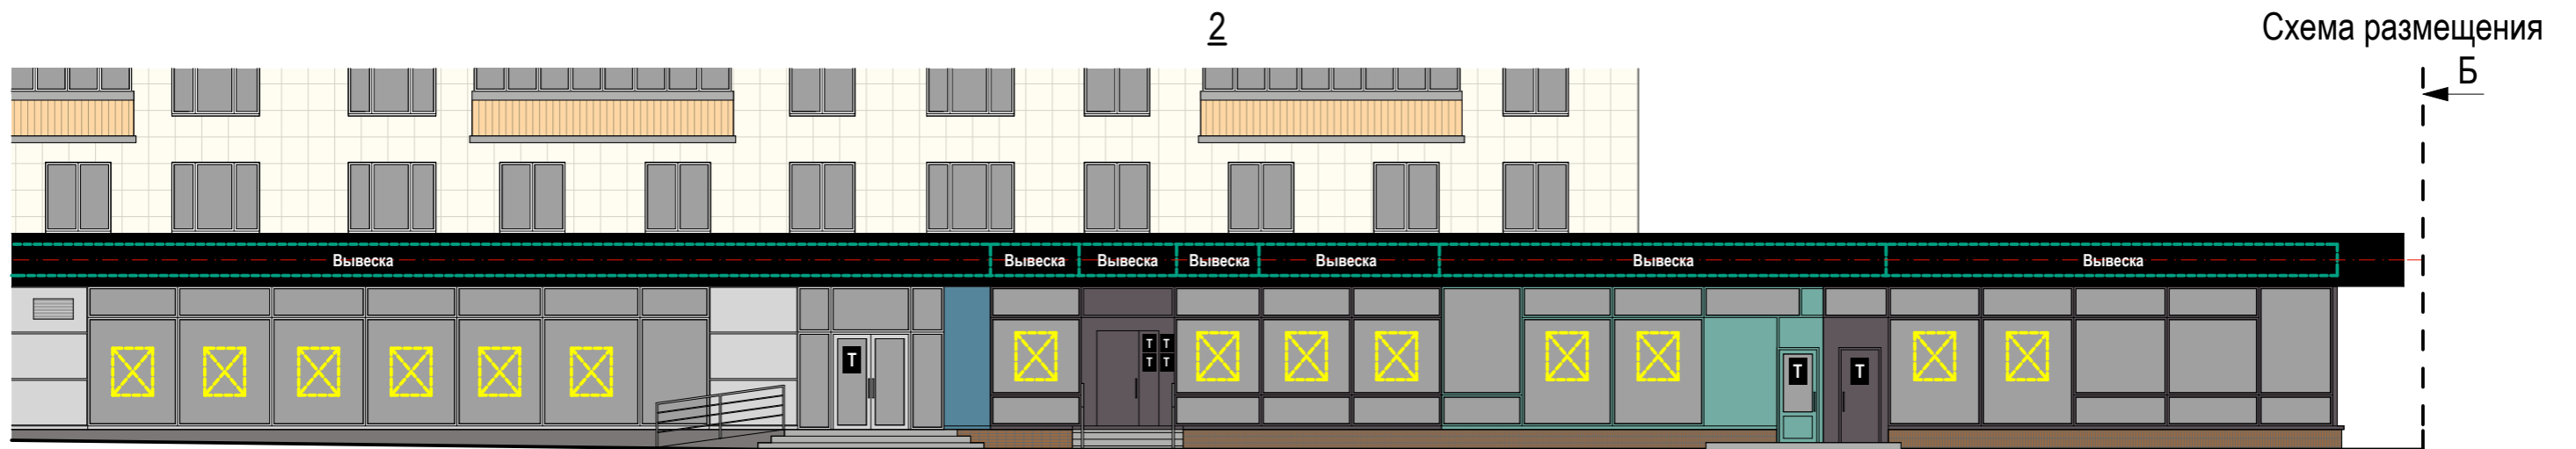 2
Схема размещения
Б
Вывеска Вывеска Вывеска Вывеска Вывеска Вывеска Вывеска
Т Т Т
Т Т Т Т